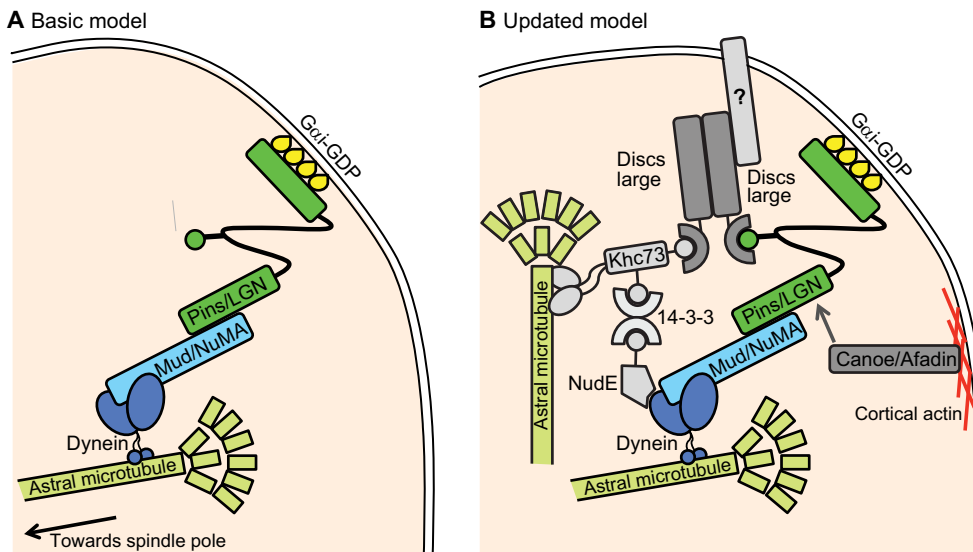 A Basic model
Gαi-GDP
Pins/LGN
Mud/NuMA
Dynein
Astral microtubule
Towards spindle pole
B Updated model
?
Gαi-GDP
Discs
large
Discs
large
Khc73
14-3-3
Pins/LGN
Mud/NuMA
Canoe/Afadin
NudE
Astral microtubule
Cortical actin
Dynein
Astral microtubule